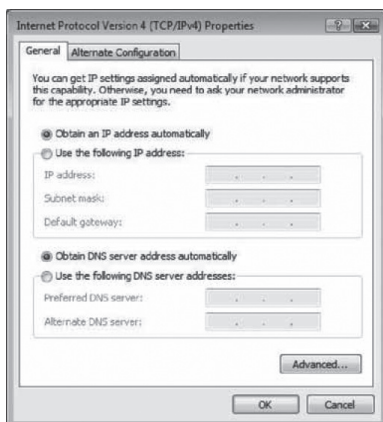 Internet Protocol Version 4 (TCP/IPv4) Properties
General
Alternate Configuration
You can get IP settings assigned automatically if your network supports
this capability. Otherwise, you need to ask your network administrator
for the appropriate IP settings.
Obtain an IP address automatically
Use the following IP address:
IP address:
Subnet mask:
Default gateway:
Obtain DNS server address automatically
Use the following DNS server addresses:
Preferred DNS server:
Alternate DNS server:
Advanced...
OK
Cancel